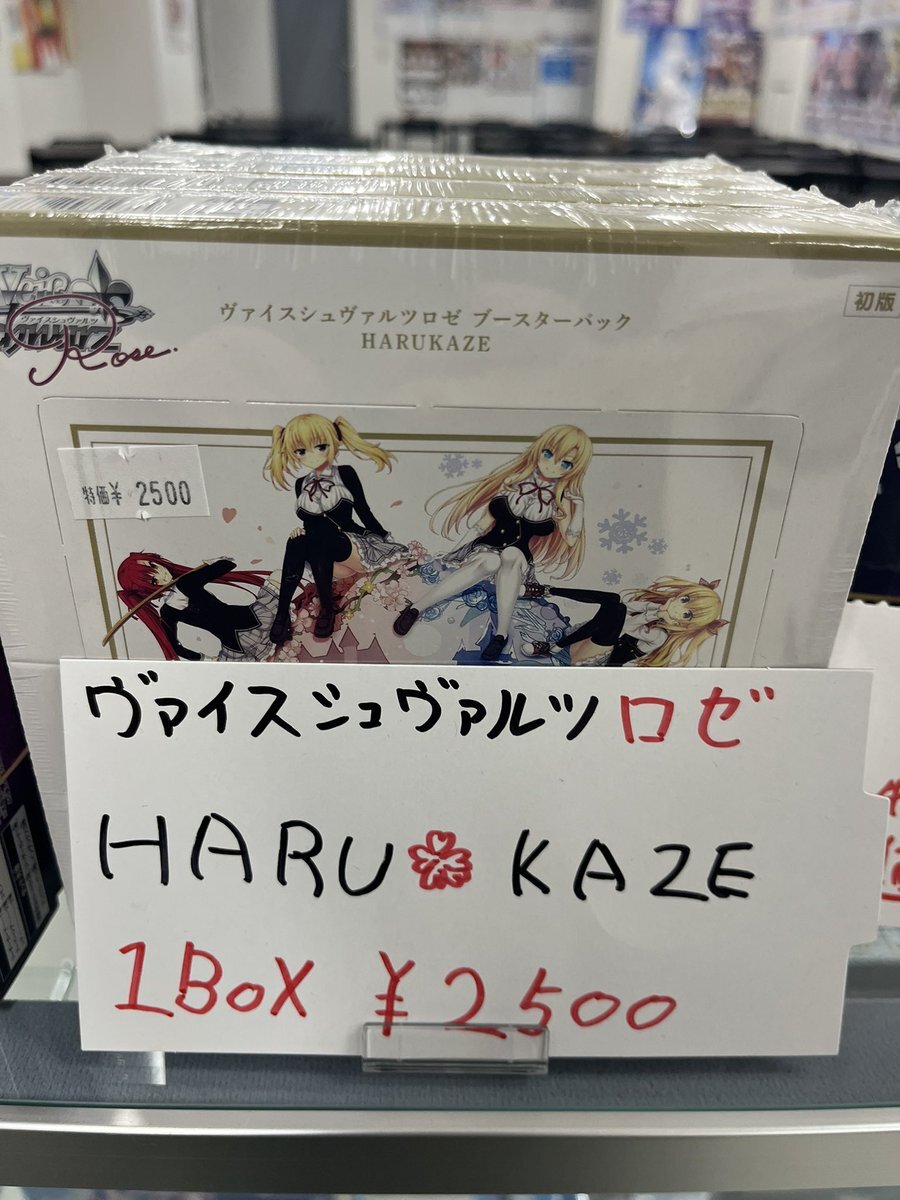 ヴァイスシュヴァルツ
Rose.
ヴァイスシュヴァルツロゼ ブースターパック
HARUKAZE
初版
特価¥ 2500
ヴァイスシュヴァルツロゼ
HARU KAZE
1BOX ¥2500